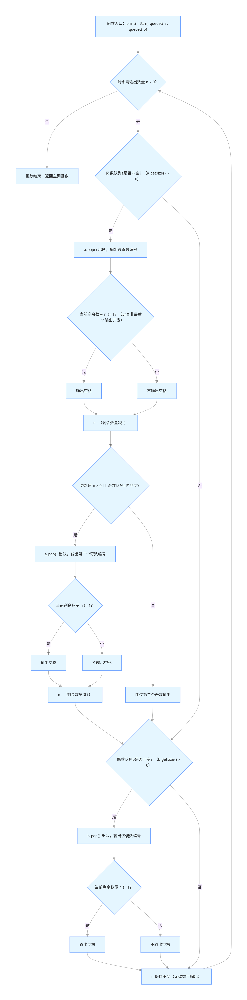 函数入口：print(int& n, queue& a,
queue& b)
剩余需输出数量 n > 0？
否
是
函数结束，返回主调函数
奇数队列a是否非空？（a.getsize() >
0）
是
a.pop() 出队，输出该奇数编号
当前剩余数量 n != 1？（是否非最后
一个输出元素）
是
否
输出空格
不输出空格
n--（剩余数量减1）
更新后 n > 0 且 奇数队列a仍非空？
否
是
a.pop() 出队，输出第二个奇数编号
当前剩余数量 n != 1？
否
是
否
输出空格
不输出空格
n--（剩余数量减1）
跳过第二个奇数输出
偶数队列b是否非空？（b.getsize() >
0）
是
b.pop() 出队，输出该偶数编号
当前剩余数量 n != 1？
否
是
否
输出空格
不输出空格
n 保持不变（无偶数可输出）